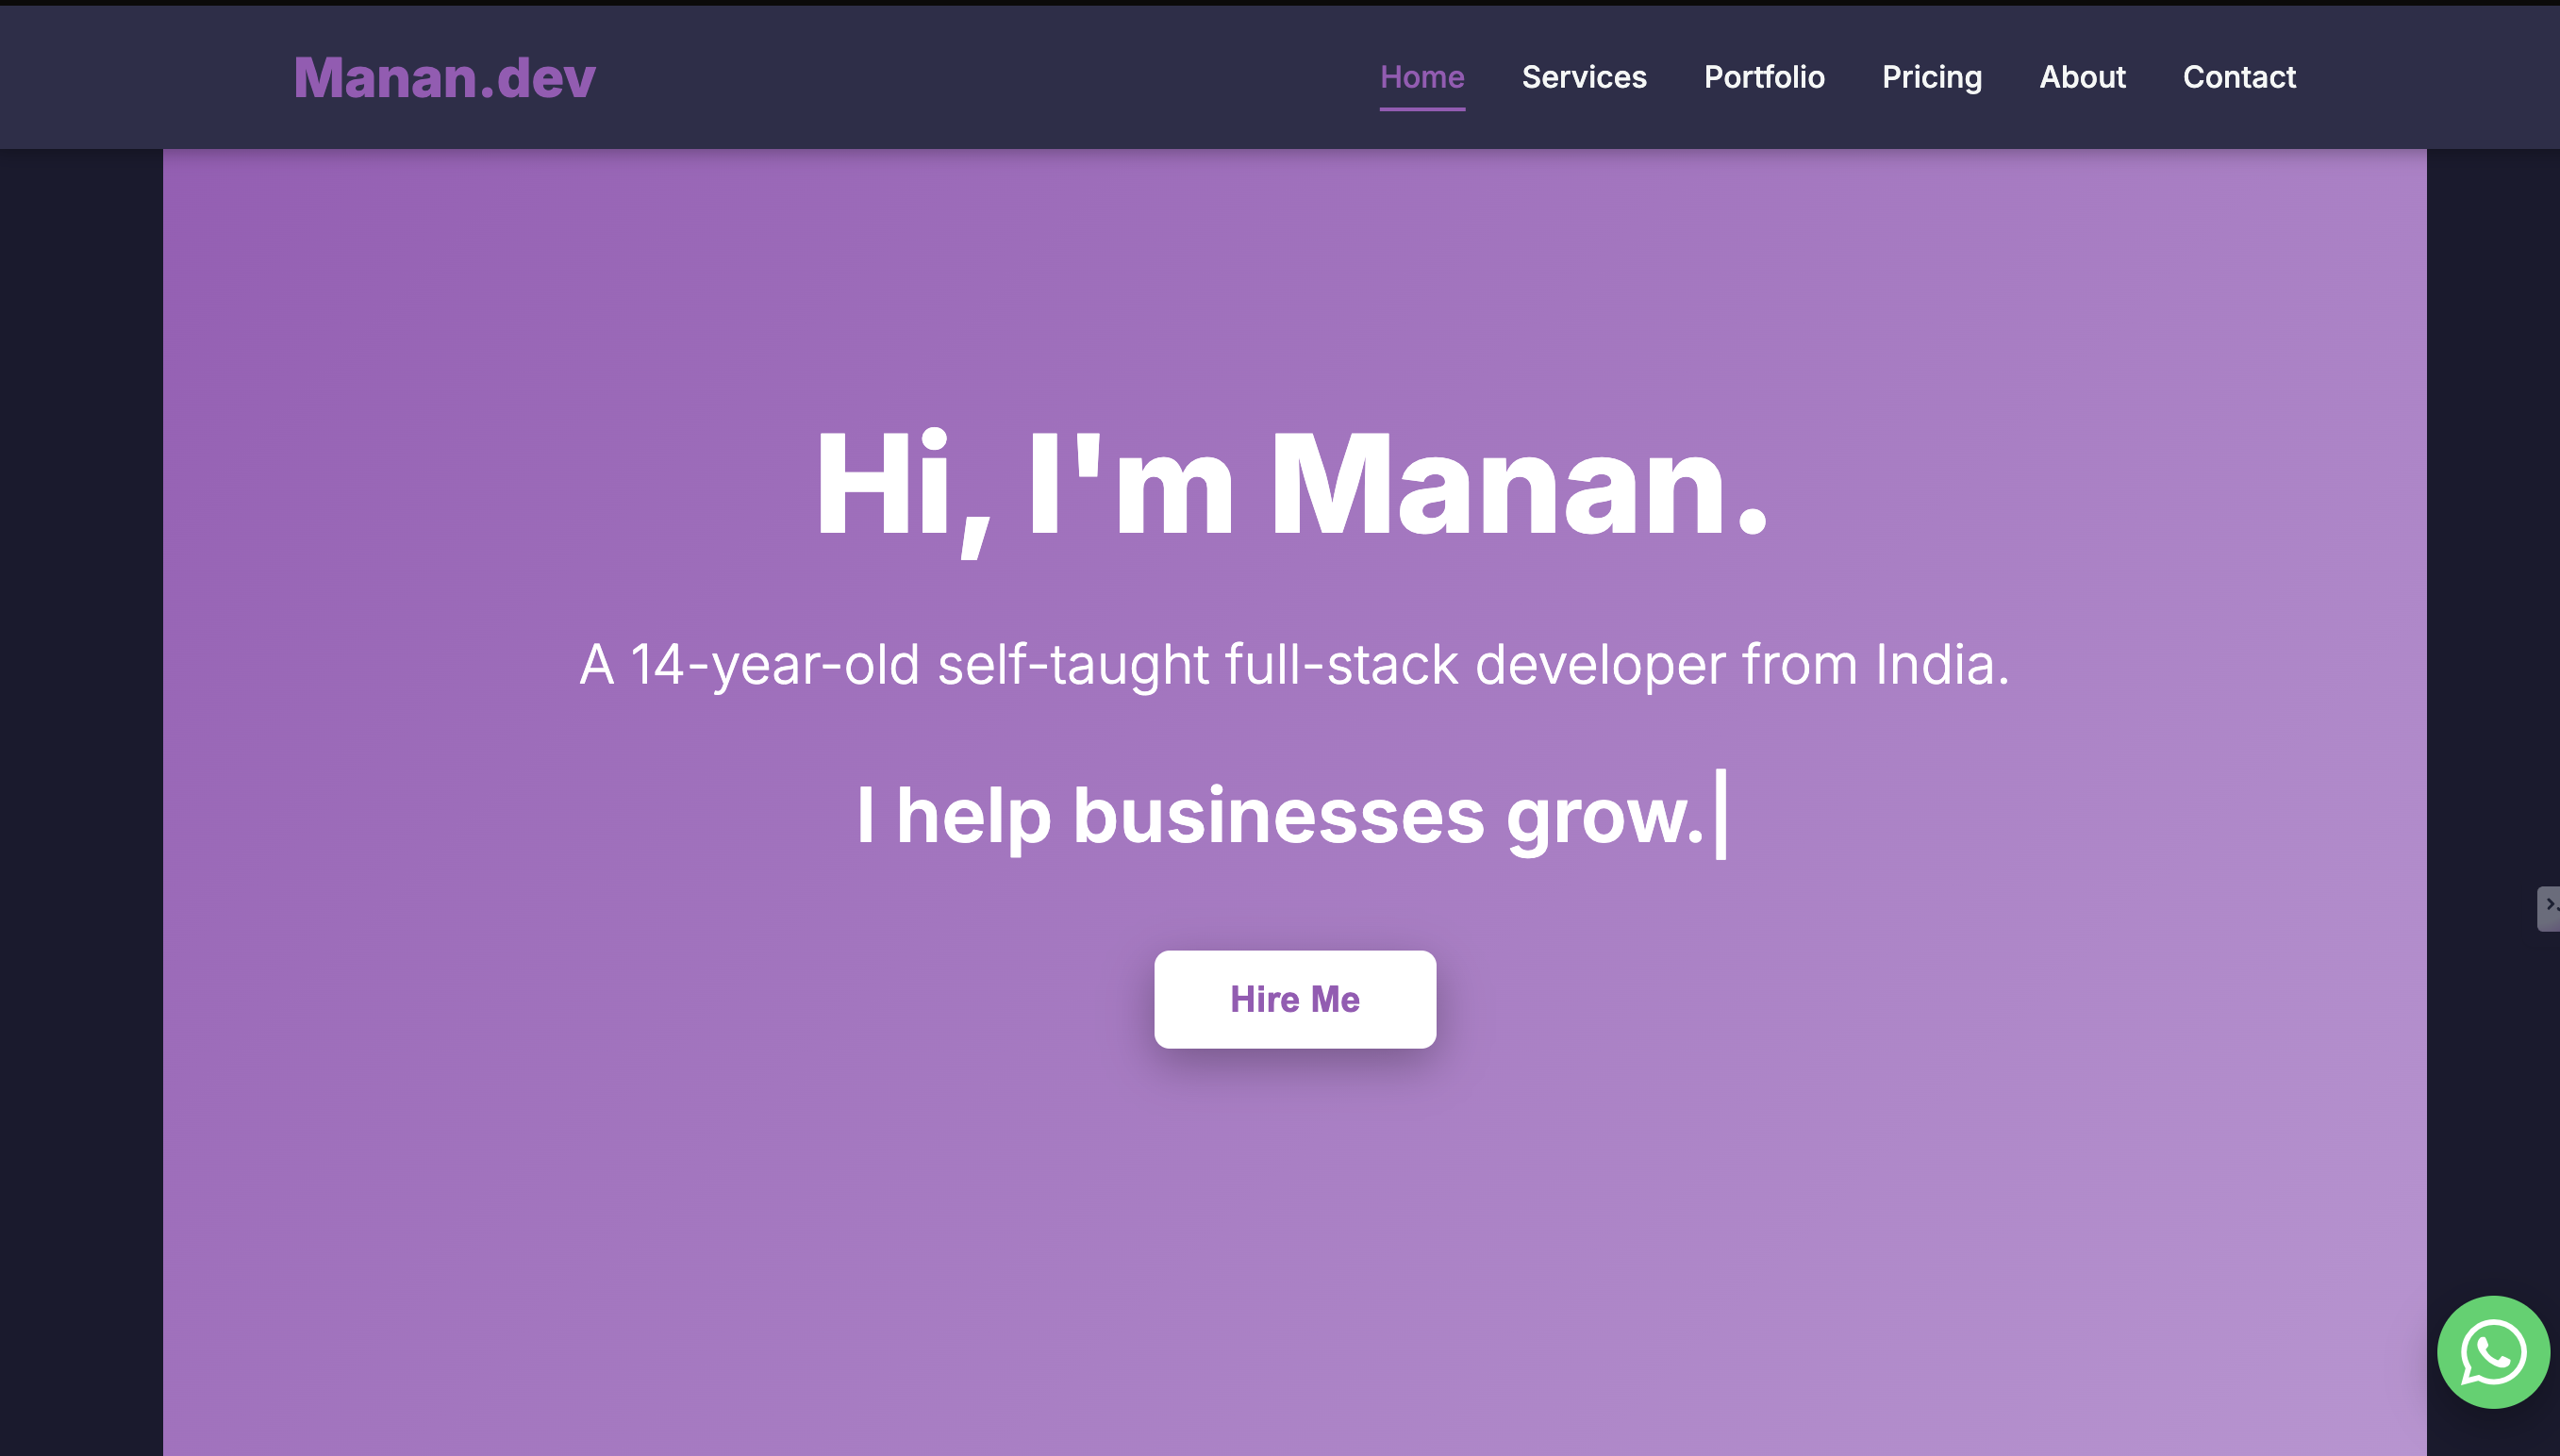 Manan.dev
Home Services Portfolio Pricing About Contact
Hi, I'm Manan.
A 14-year-old self-taught full-stack developer from India.
I help businesses grow.|
Hire Me